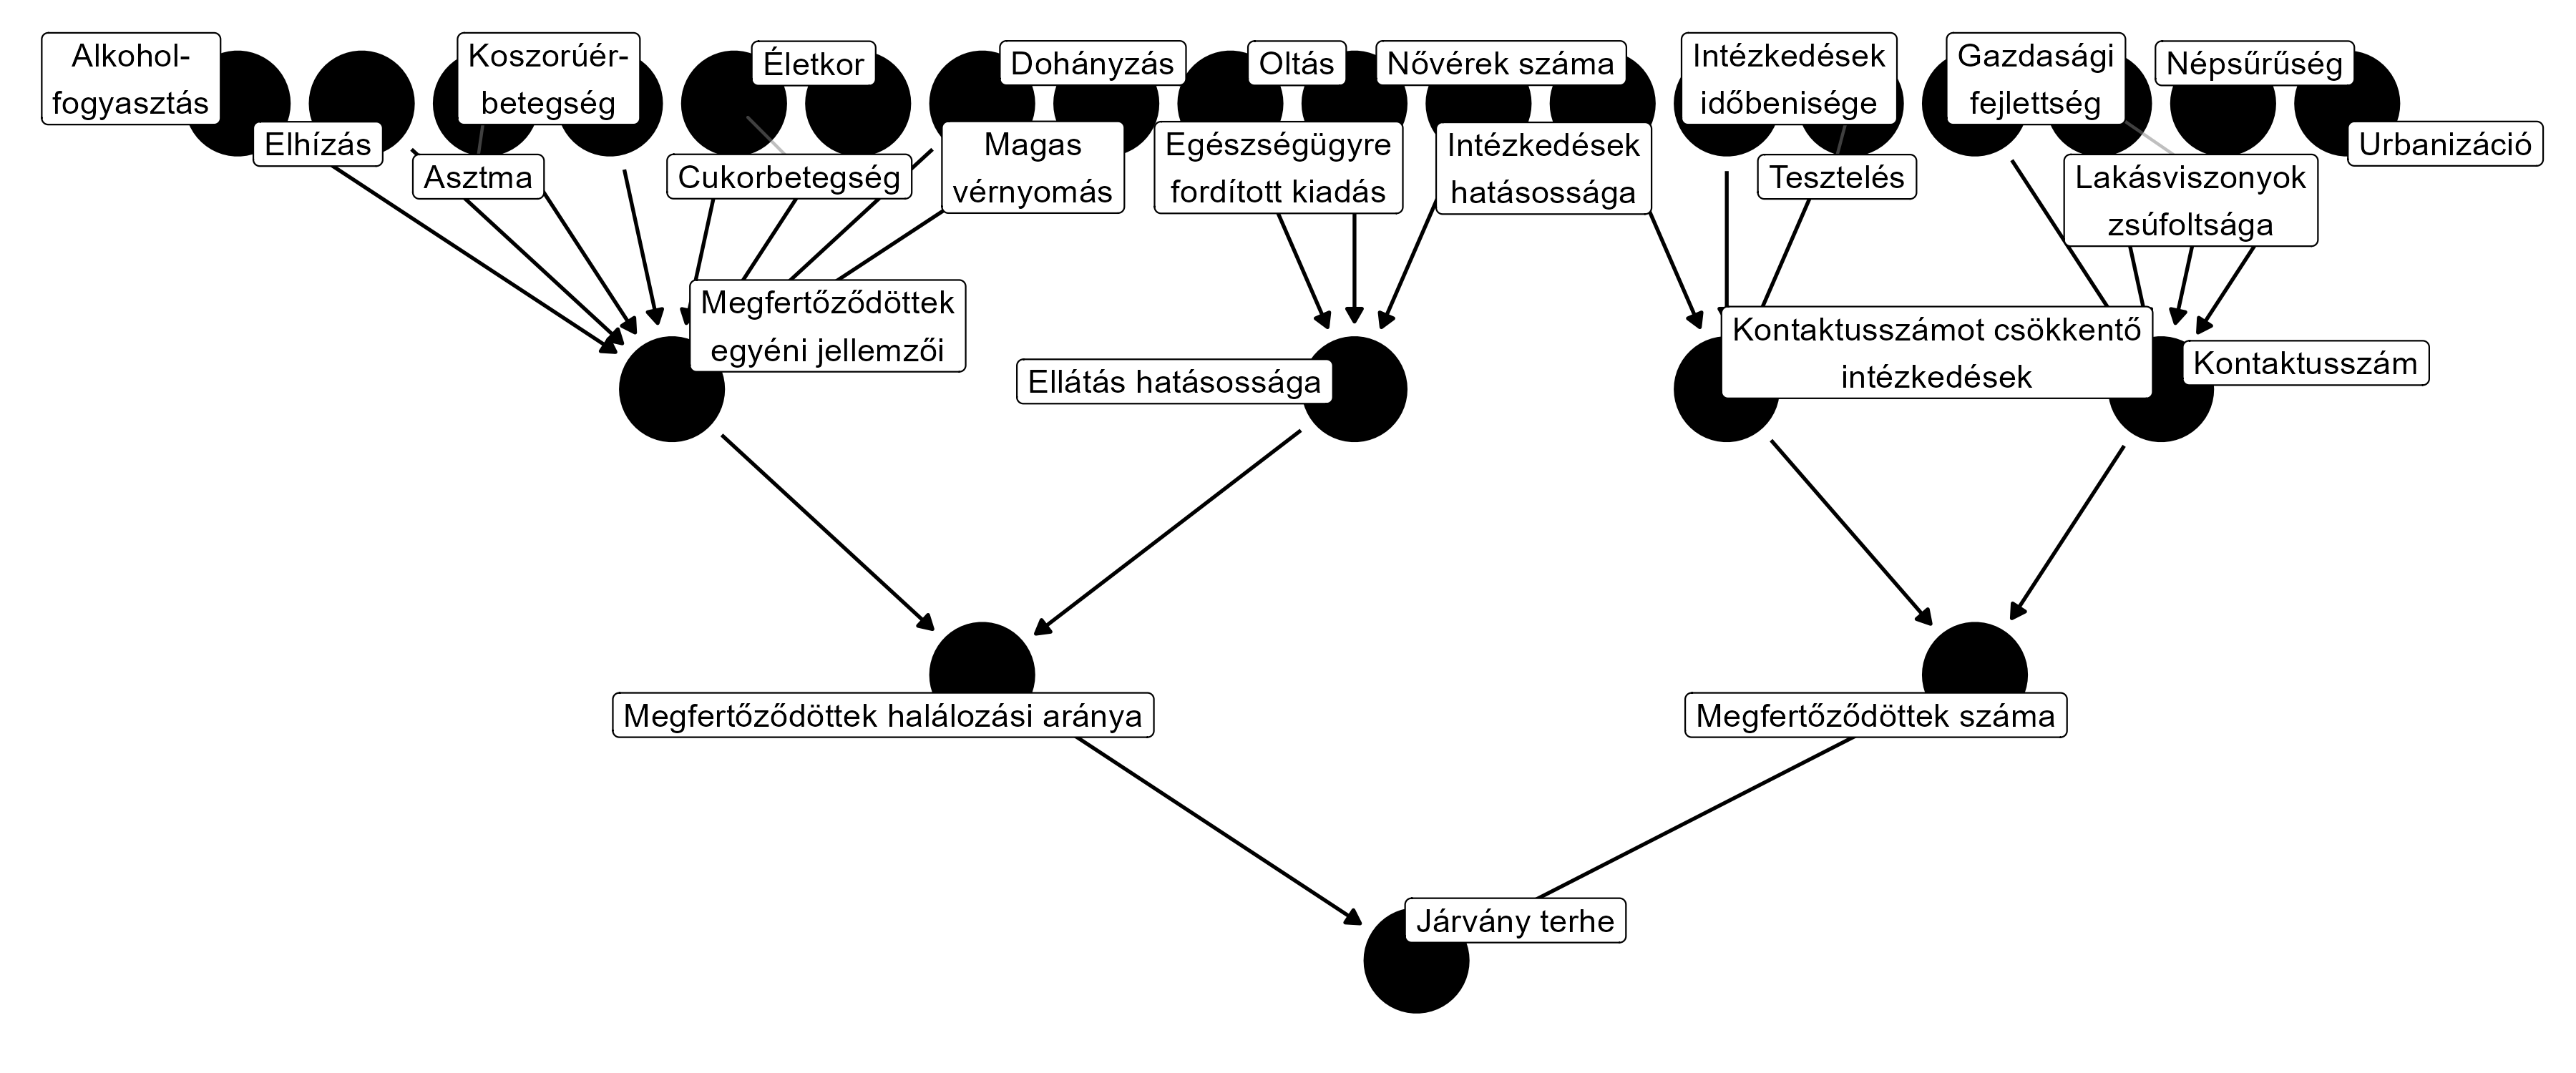 Alkohol-
fogyasztás
Elhízás
Asztma
Koszorúér-
betegség
Cukorbetegség
Életkor
Magas
vérnyomás
Dohányzás
Egészségügyre
fordított kiadás
Oltás
Nővérek száma
Intézkedések
hatásossága
Intézkedések
időbenisége
Tesztelés
Gazdasági
fejlettség
Lakásviszonyok
zsúfoltsága
Népsűrűség
Urbanizáció
Megfertőződöttek
egyéni jellemzői
Ellátás hatásossága
Kontaktusszámot csökkentő
intézkedések
Kontaktusszám
Megfertőződöttek halálozási aránya
Megfertőződöttek száma
Járvány terhe